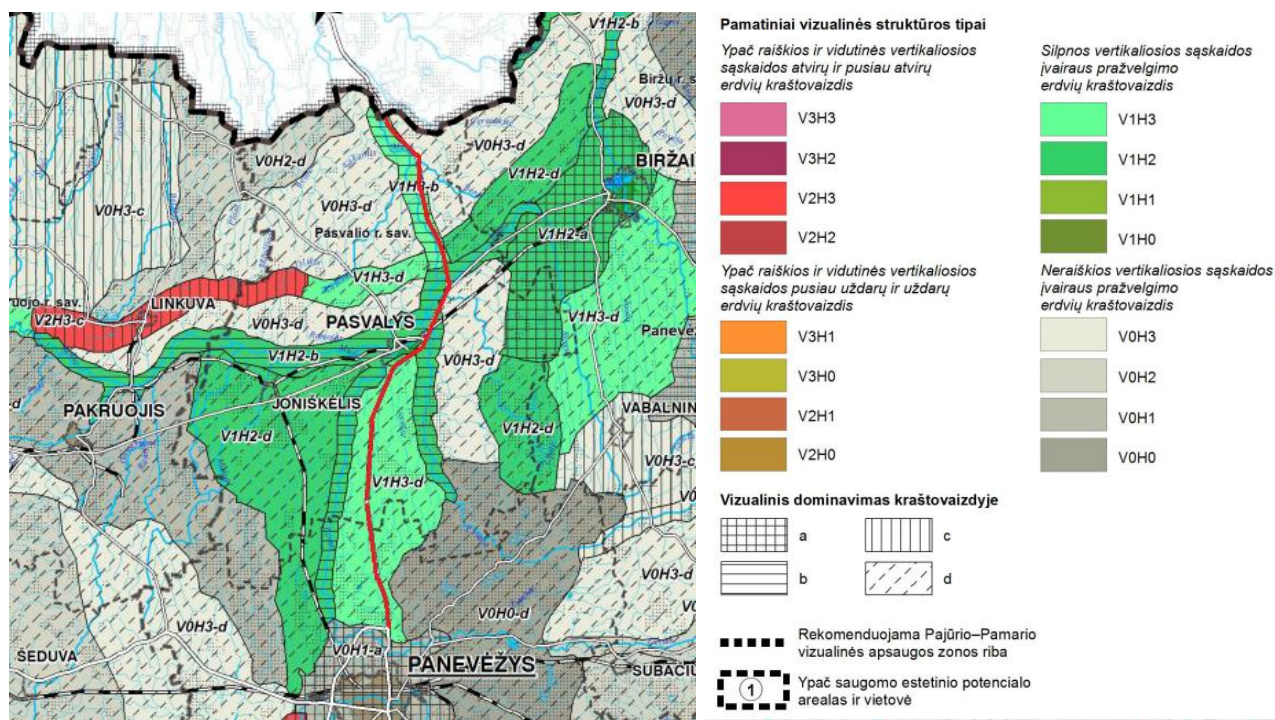 V1H2-b
Biržų r. s
V0H3-d
V0H2-d
V0H3-d
BIRŽAI
V1H2-d
V0H3-c
V0H3-d
Pasvalio r. sav.
V1H2-a
V1H3-d
LINKUVA
uojo r. sav.
V2H3-c
V0H3-d
PASVALYS
V1H3-d
Panevė
V1H2-b
V0H3-d
JONIŠKĖLIS
PAKRUOJIS
VABALNIN
V1H2-d
V1H2-d
V0H3-c
V1H3-d
V0H3-d
V0H3-d
V0H0-d
ŠEDUVA
V0H1-a
PANEVĖŽYS
SUBAČIU
Pamatiniai vizualinės struktūros tipai
Ypač raiškios ir vidutinės vertikaliosios
sąskaidos atvirų ir pusiau atvirų
erdvių kraštovaizdis
V3H3
V3H2
V2H3
V2H2
Ypač raiškios ir vidutinės vertikaliosios
sąskaidos pusiau uždarų ir uždarų
erdvių kraštovaizdis
V3H1
V3H0
V2H1
V2H0
Silpnos vertikaliosios sąskaidos
įvairaus pražvelgimo
erdvių kraštovaizdis
V1H3
V1H2
V1H1
V1H0
Neraiškios vertikaliosios sąskaidos
įvairaus pražvelgimo
erdvių kraštovaizdis
V0H3
V0H2
V0H1
V0H0
Vizualinis dominavimas kraštovaizdyje
a
c
b
d
Rekomenduojama Pajūrio–Pamario
vizualinės apsaugos zonos riba
1
Ypač saugomo estetinio potencialo
arealas ir vietovė